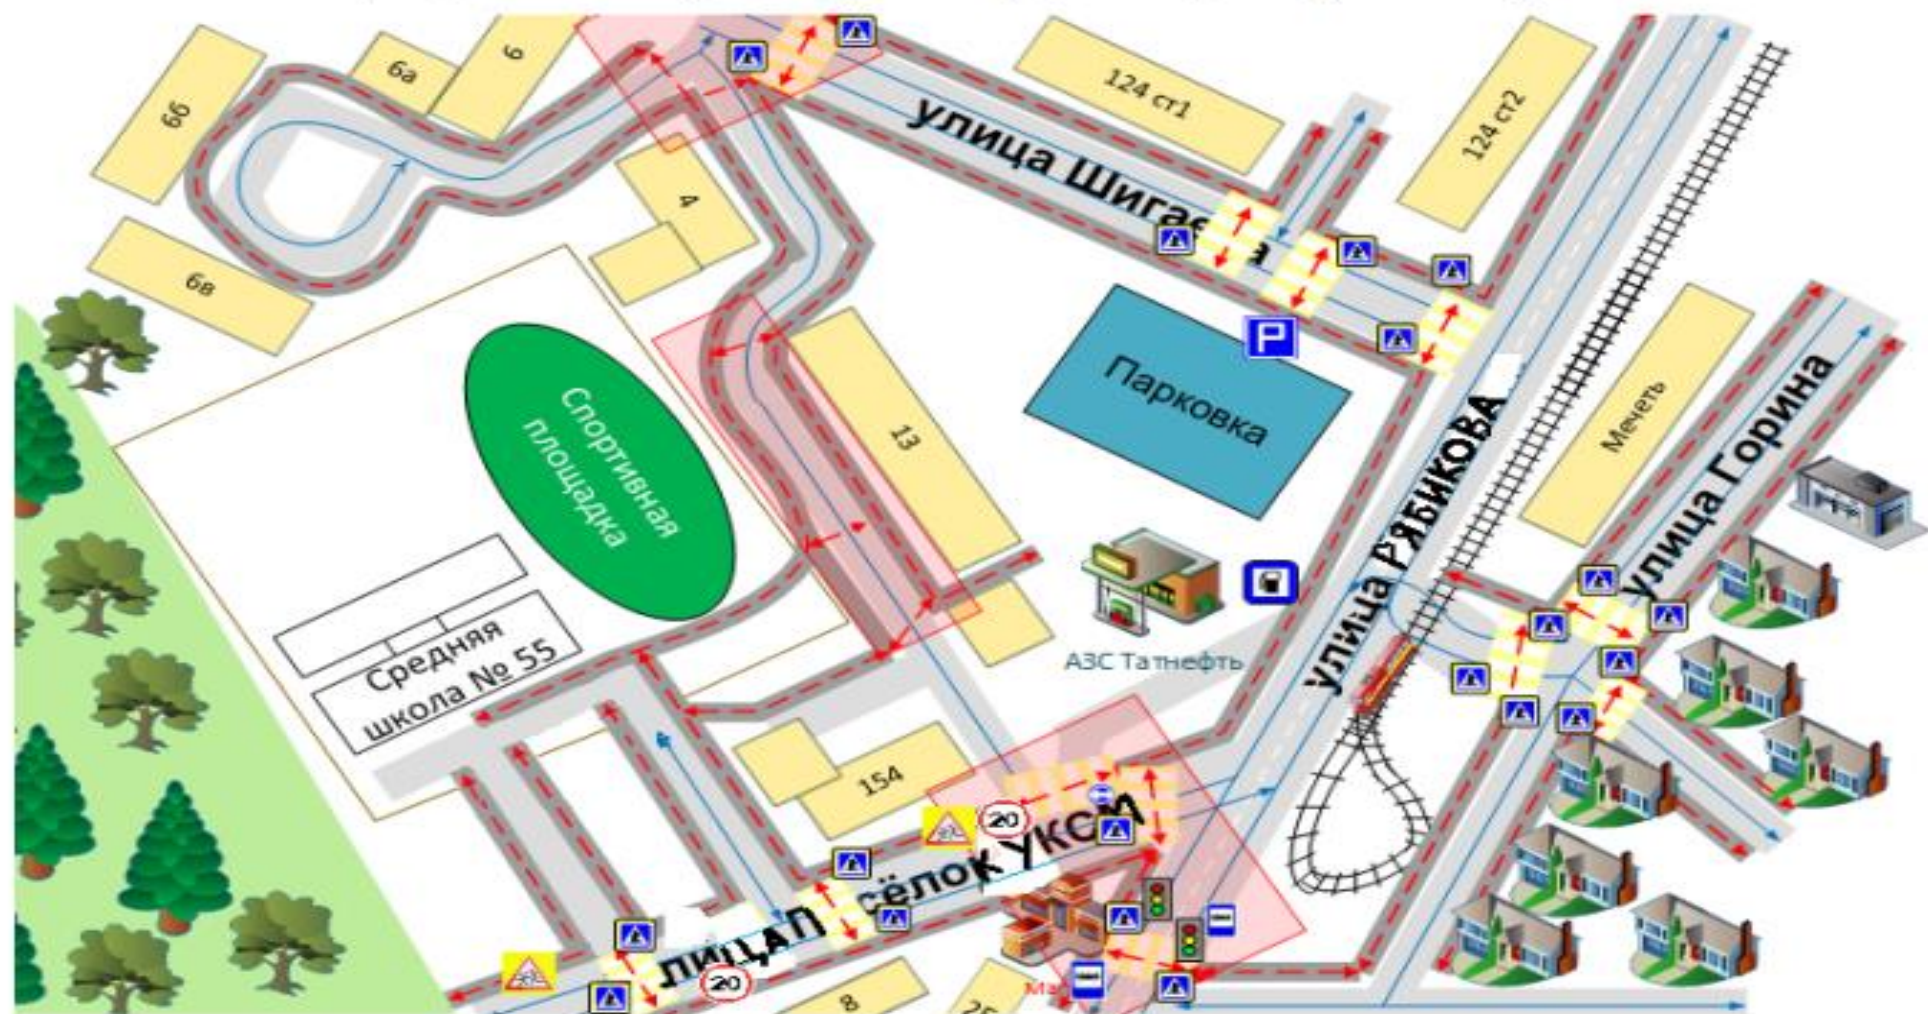 6б
6а
6
6в
4
124 ст1
124 ст2
улица Шигаева
P
Парковка
13
Спортивная
площадка
Средняя
школа № 55
АЗС Татнефть
улица РЯБИКОВА
Мечеть
улица Горина
154
20
сёлок УКСМ
ЛИЦА П
20
8